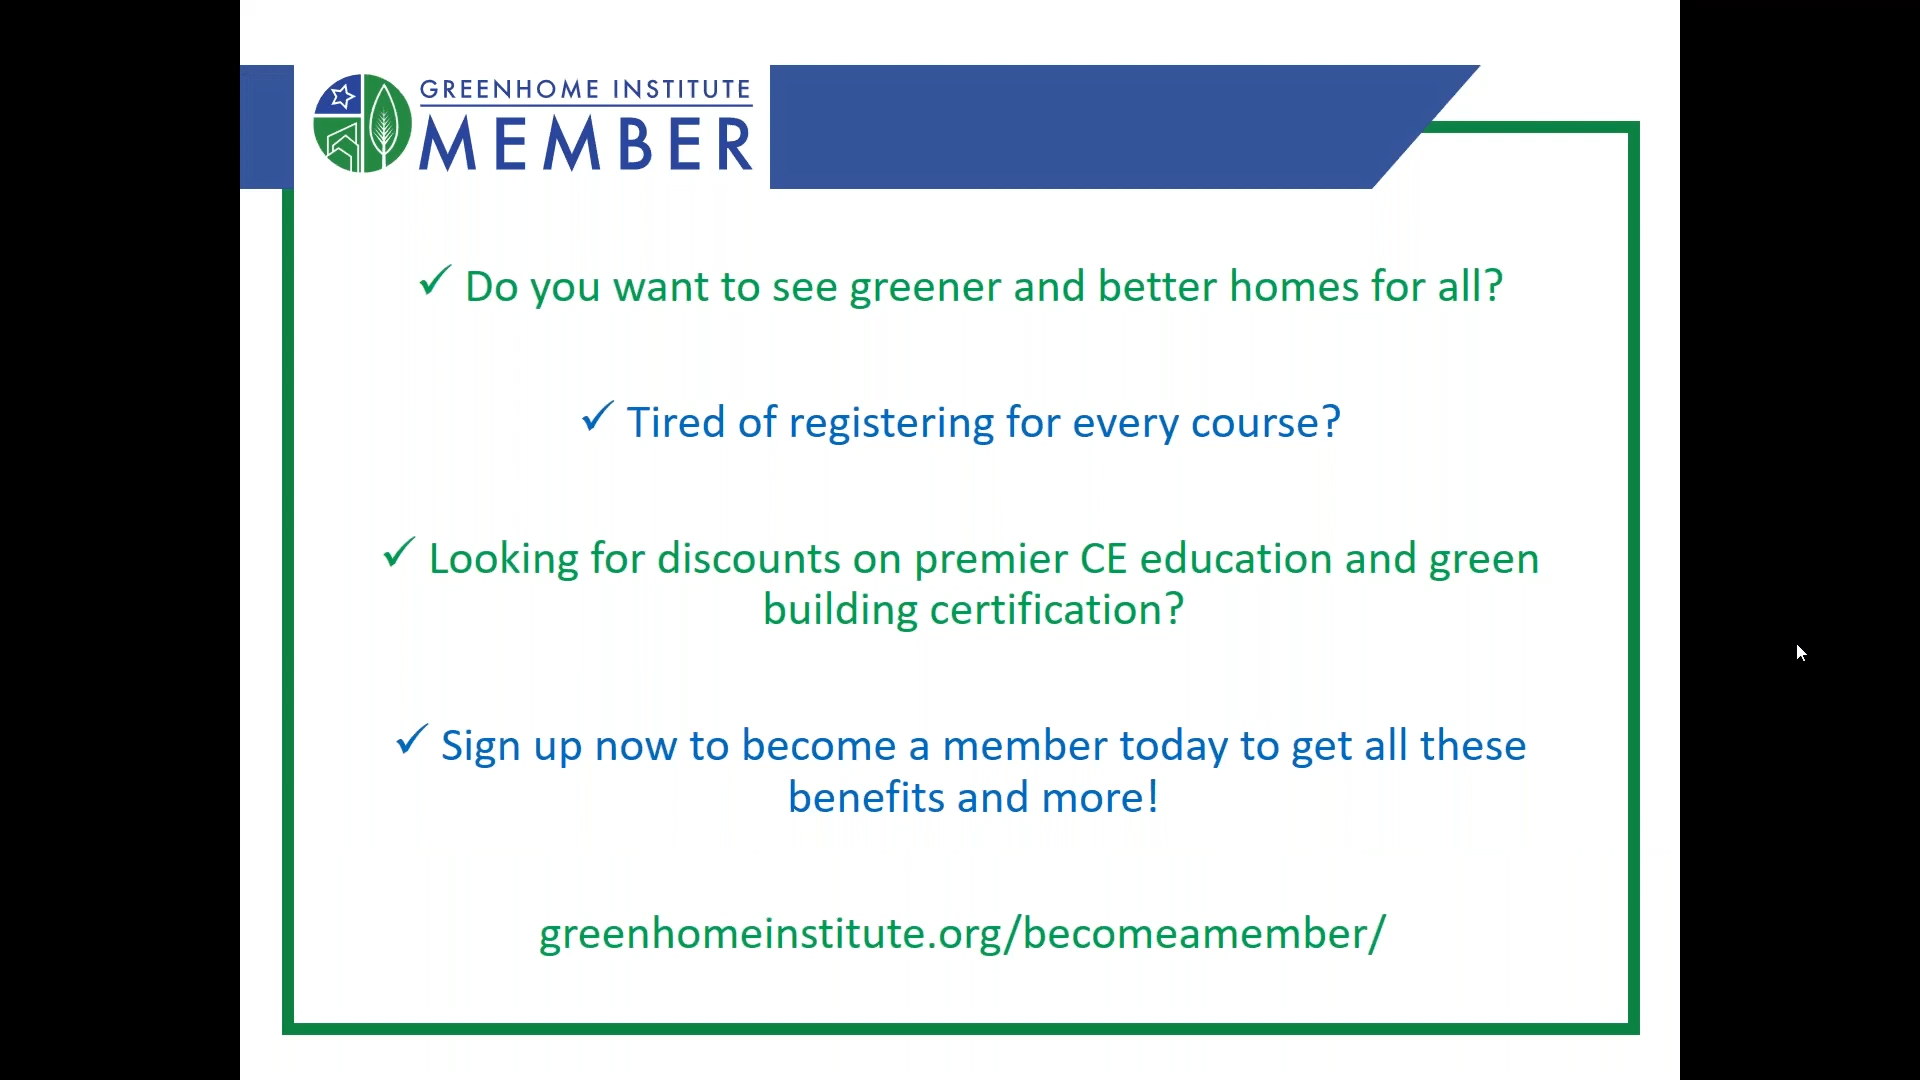 GREENHOME INSTITUTE
MEMBER
✓ Do you want to see greener and better homes for all?
✓ Tired of registering for every course?
✓ Looking for discounts on premier CE education and green
building certification?
✓ Sign up now to become a member today to get all these
benefits and more!
greenhomeinstitute.org/becomeamember/